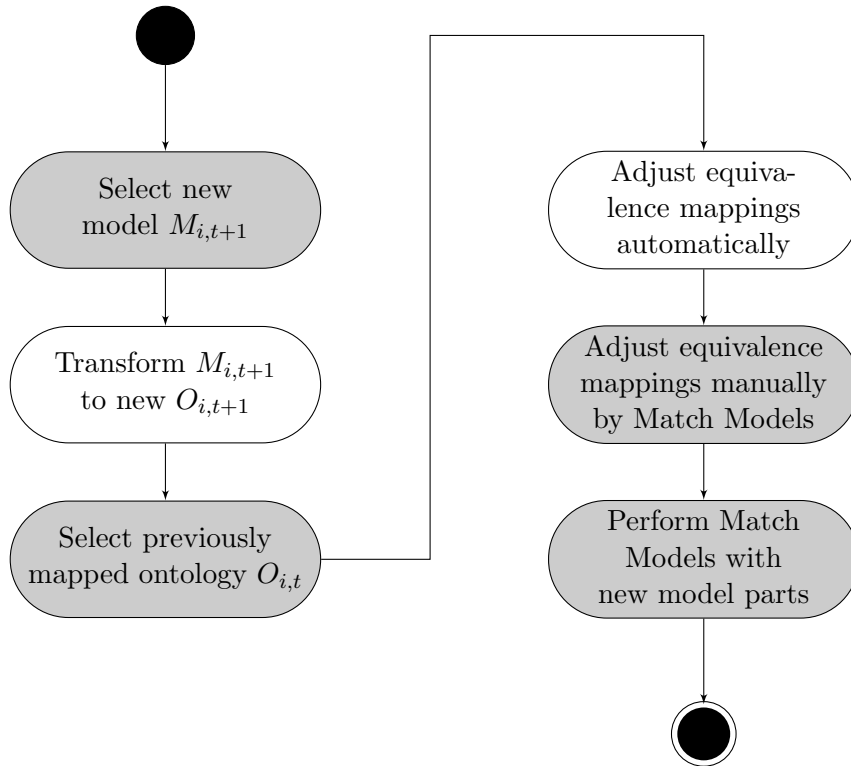 Select new
model $M_{i,t+1}$
Transform $M_{i,t+1}$
to new $O_{i,t+1}$
Select previously
mapped ontology $O_{i,t}$
Adjust equiva-
lence mappings
automatically
Adjust equivalence
mappings manually
by Match Models
Perform Match
Models with
new model parts